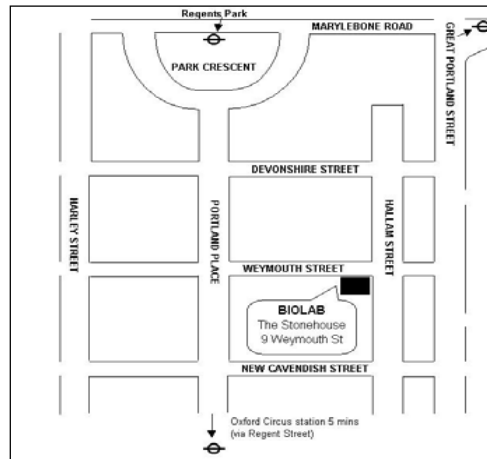 Regents Park
MARYLEBONE ROAD
PARK CRESCENT
GREAT PORTLAND STREET
DEVONSHIRE STREET
HARLEY STREET
PORTLAND PLACE
HALLAM STREET
WEYMOUTH STREET
BIOLAB
The Stonehouse
9 Weymouth St
NEW CAVENDISH STREET
Oxford Circus station 5 mins
(via Regent Street)